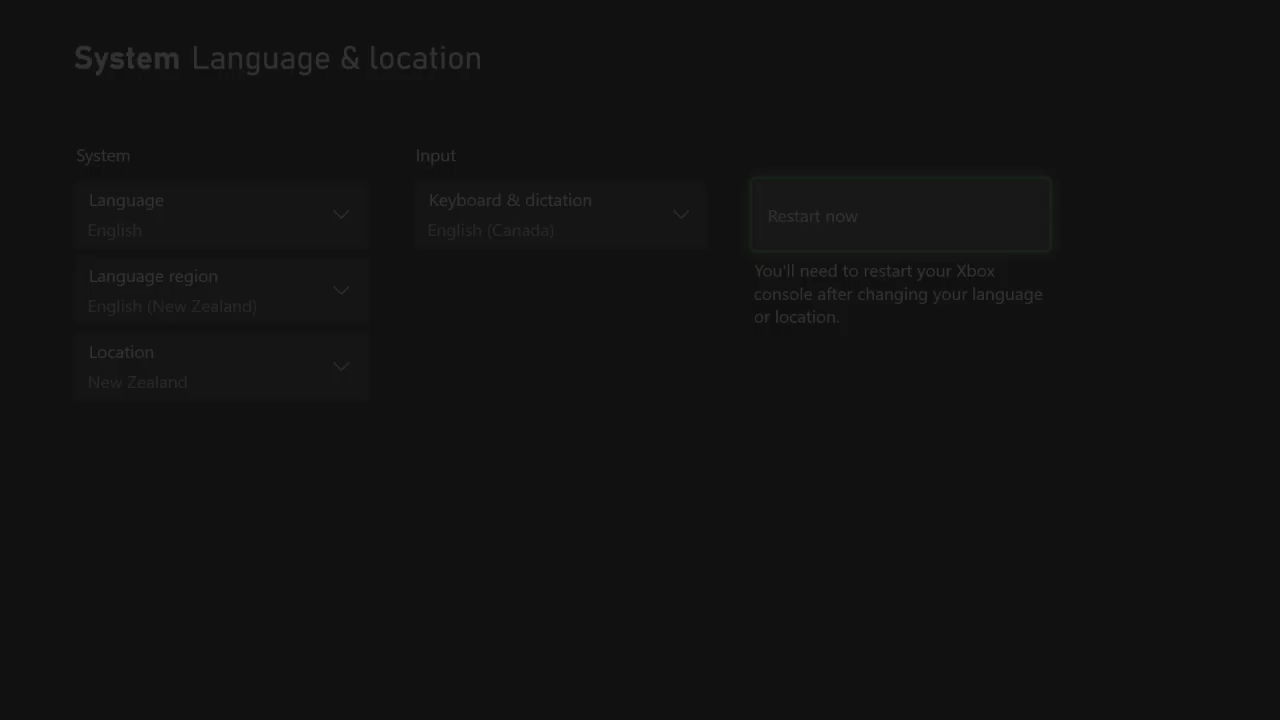 System Language & location
System
Language
English
Language region
English (New Zealand)
Location
New Zealand
Input
Keyboard & dictation
English (Canada)
Restart now
You'll need to restart your Xbox
console after changing your language
or location.